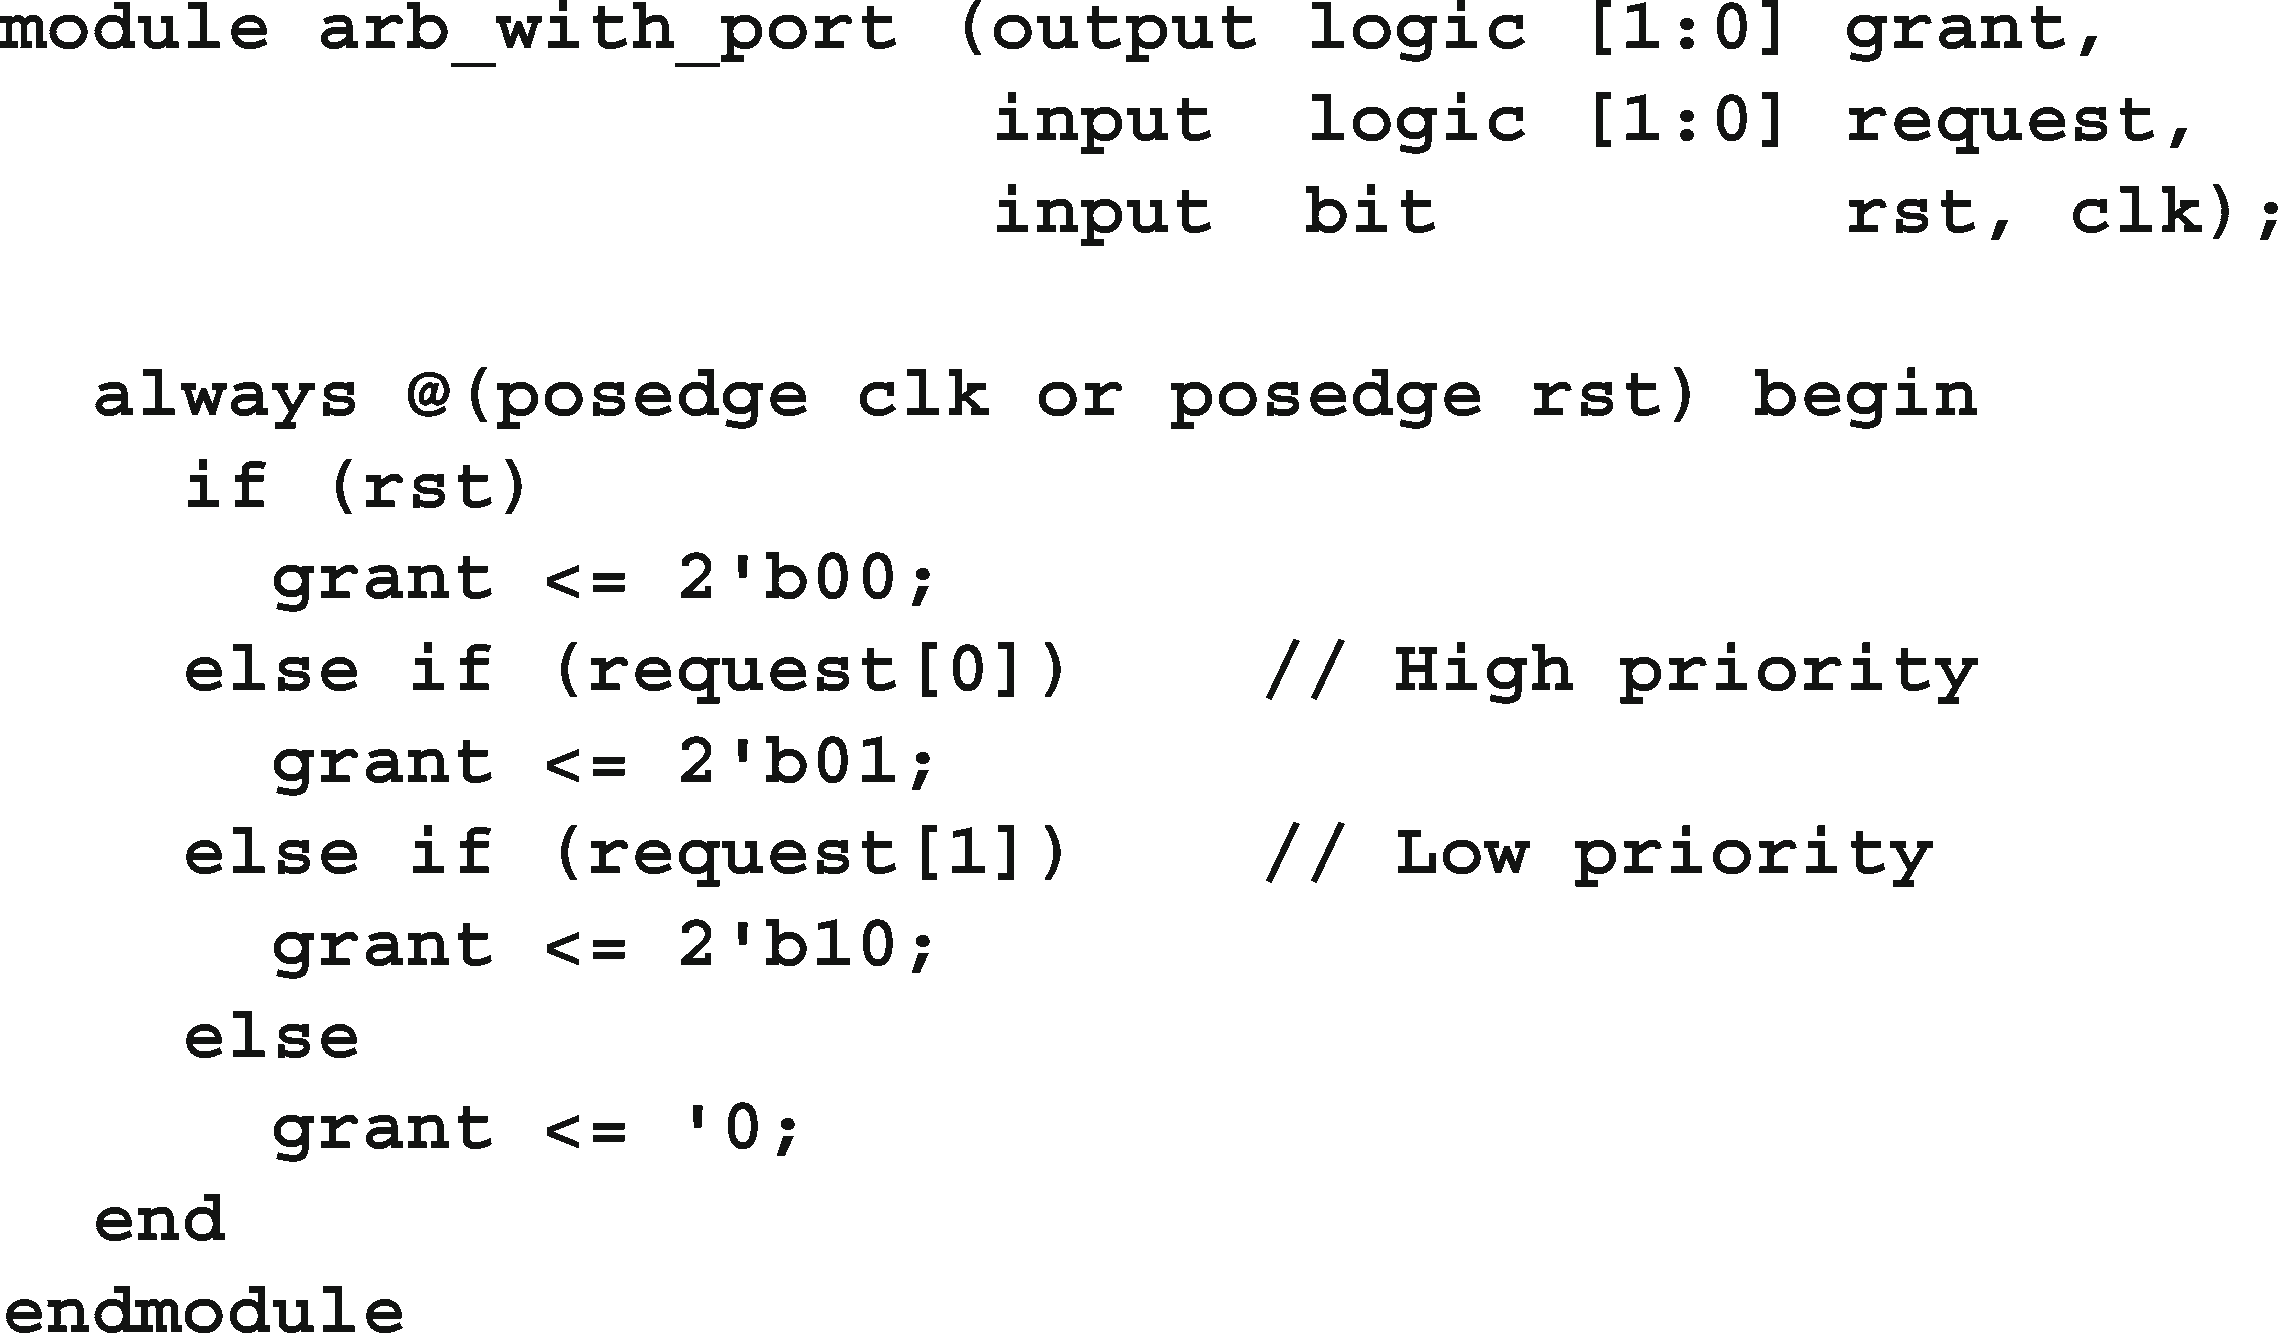 module arb_with_port (output logic [1:0] grant,
                      input  logic [1:0] request,
                      input  bit         rst, clk);

  always @(posedge clk or posedge rst) begin
    if (rst)
      grant <= 2'b00;
    else if (request[0])    // High priority
      grant <= 2'b01;
    else if (request[1])    // Low priority
      grant <= 2'b10;
    else
      grant <= '0;
  end
endmodule